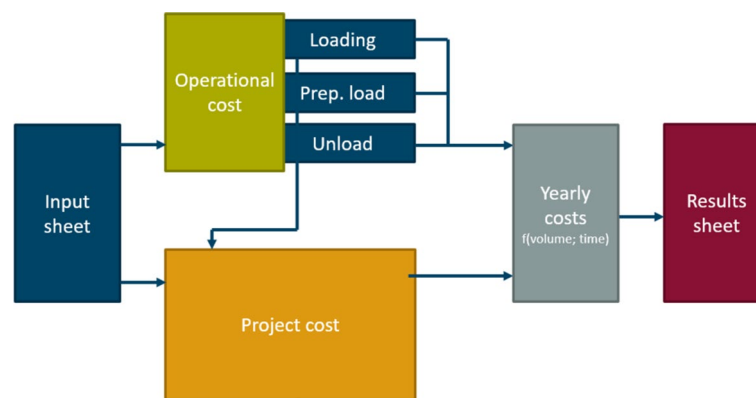 Input
sheet
Operational
cost
Loading
Prep. load
Unload
Project cost
Yearly
costs
f(volume; time)
Results
sheet